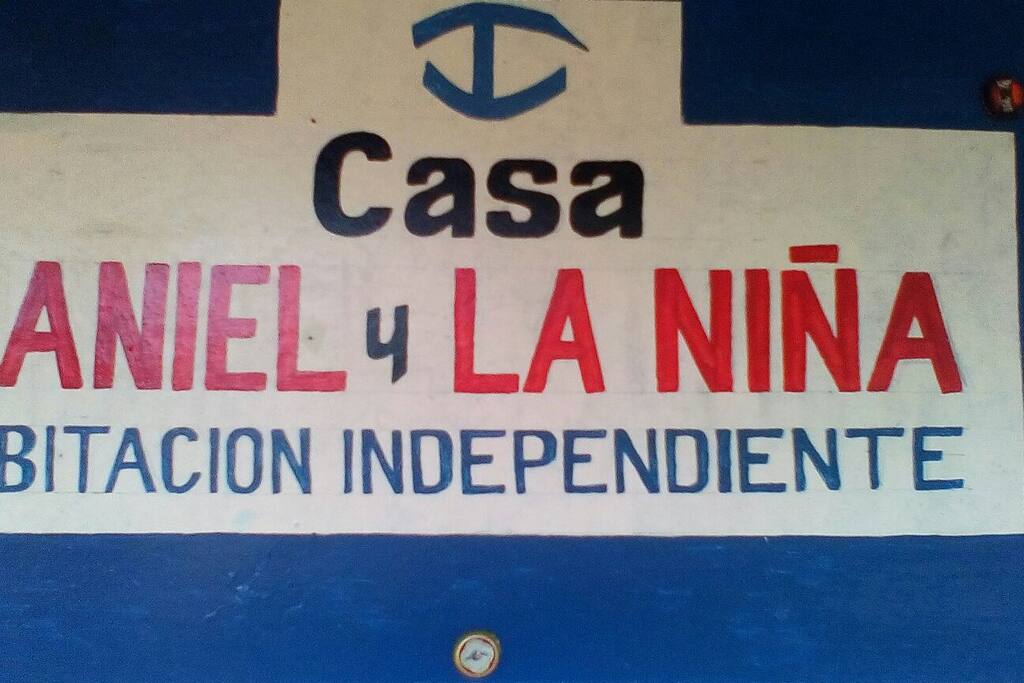 Casa
ANIEL y LA NIÑA
BITACION INDEPENDIENTE